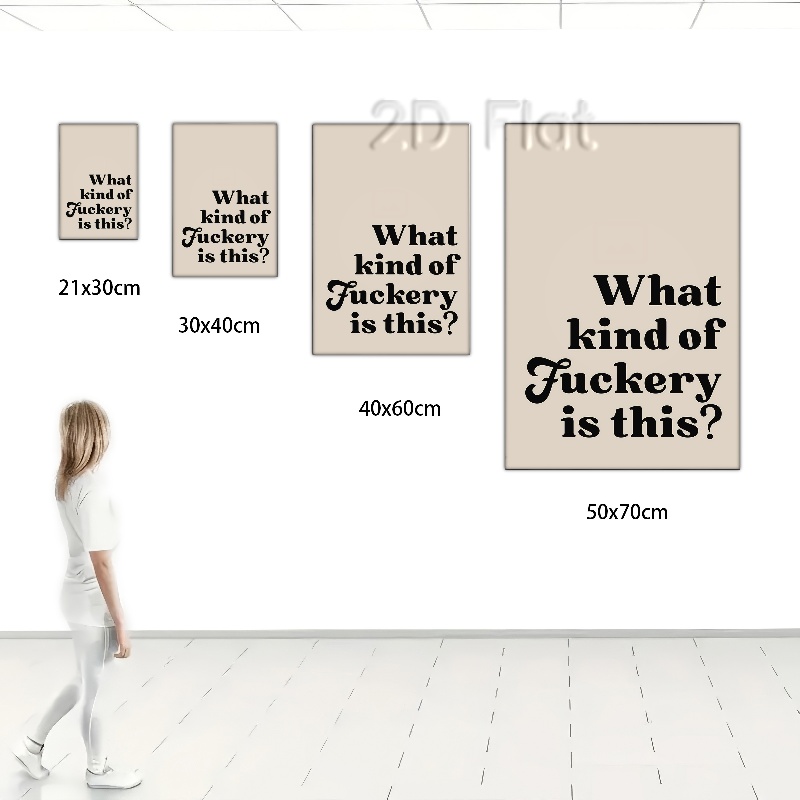 2D Flat
What
kind of
Fuckery
is this?
21x30cm
What
kind of
Fuckery
is this?
30x40cm
What
kind of
Fuckery
is this?
40x60cm
What
kind of
Fuckery
is this?
50x70cm